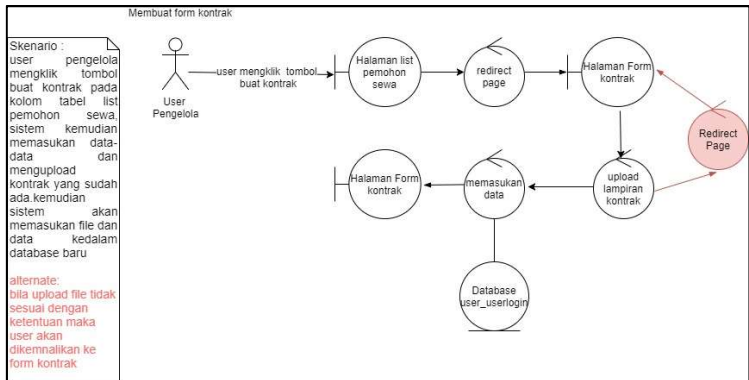 Membuat form kontrak
Skenario :
user pengelola
mengklik tombol
buat kontrak pada
kolom tabel list
pemohon sewa,
sistem kemudian
memasukan data-
data dan
mengupload
kontrak yang sudah
ada.kemudian
sistem akan
memasukan file dan
data kedalam
database baru
alternate:
bila upload file tidak
sesuai dengan
ketentuan maka
user akan
dikemnalikan ke
form kontrak
User
Pengelola
user mengklik tombol
buat kontrak
Halaman list
pemohon
sewa
redirect
page
Halaman Form
kontrak
Redirect
Page
upload
lampiran
kontrak
memasukan
data
Halaman Form
kontrak
Database
user_userlogin